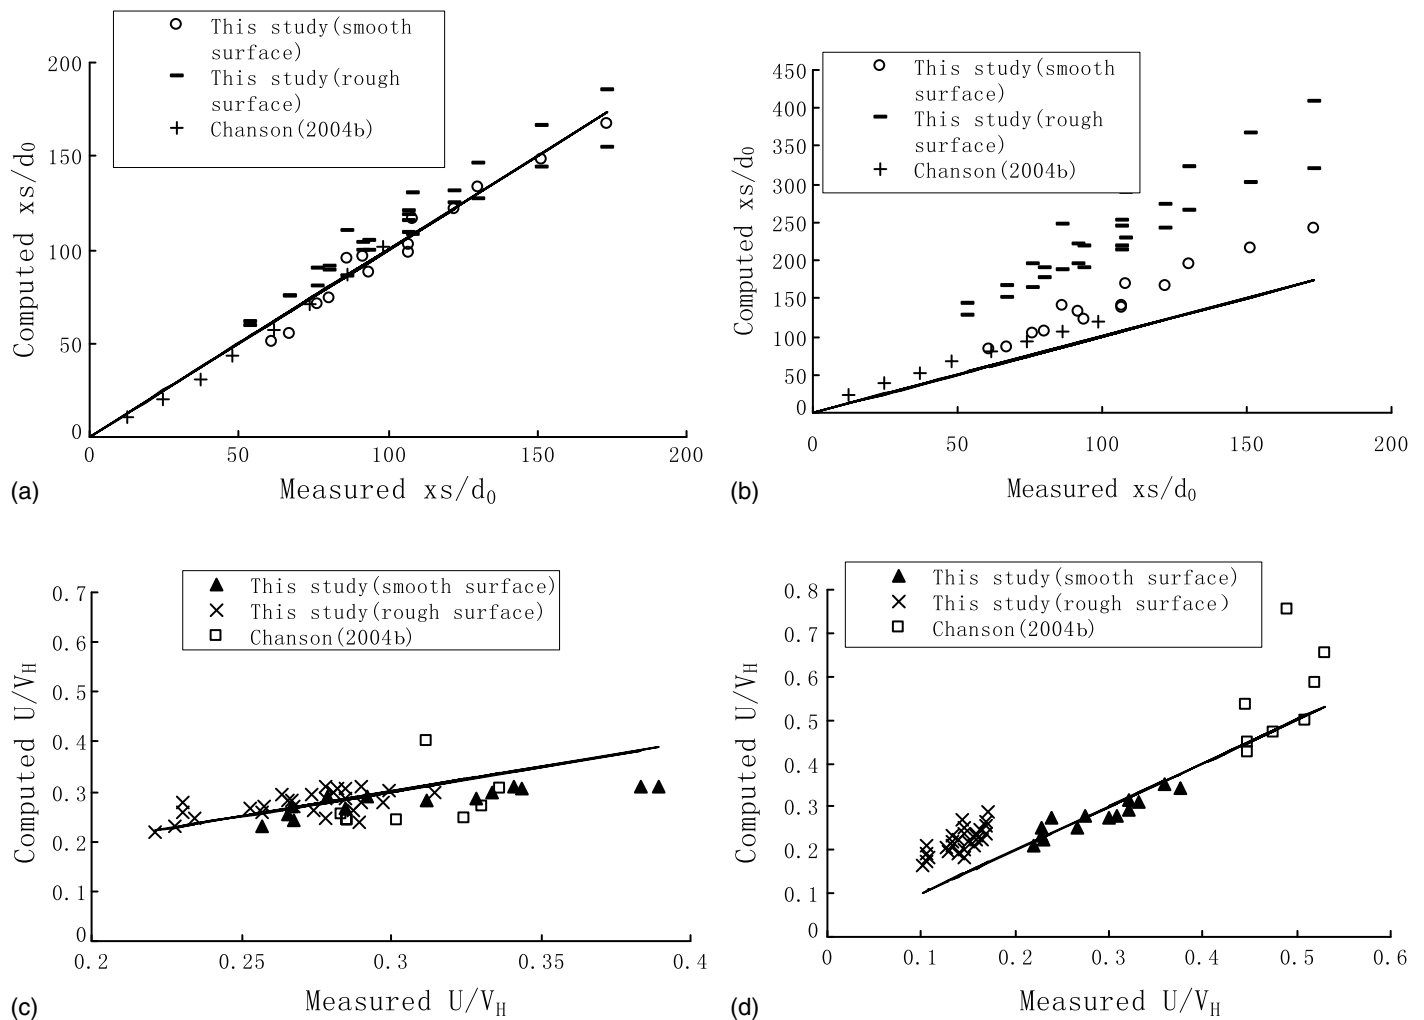 This study(smooth
surface)
This study(rough
surface)
Chanson(2004b)
200
150
100
50
0
Computed xs/d0
0
50
100
150
200
Measured xs/d0
(a)
This study(smooth
surface)
This study(rough
surface)
Chanson(2004b)
450
400
350
300
250
200
150
100
50
0
Computed xs/d0
50
100
150
200
Measured xs/d0
(b)
This study(smooth surface)
This study(rough surface)
Chanson(2004b)
0.7
0.6
0.5
0.4
0.3
0.2
0.1
0
Computed U/VH
0.2
0.25
0.3
0.35
0.4
Measured U/VH
(c)
This study(smooth surface)
This study(rough surface)
Chanson(2004b)
0.8
0.7
0.6
0.5
0.4
0.3
0.2
0.1
0
Computed U/VH
0
0.1
0.2
0.3
0.4
0.5
0.6
Measured U/VH
(d)